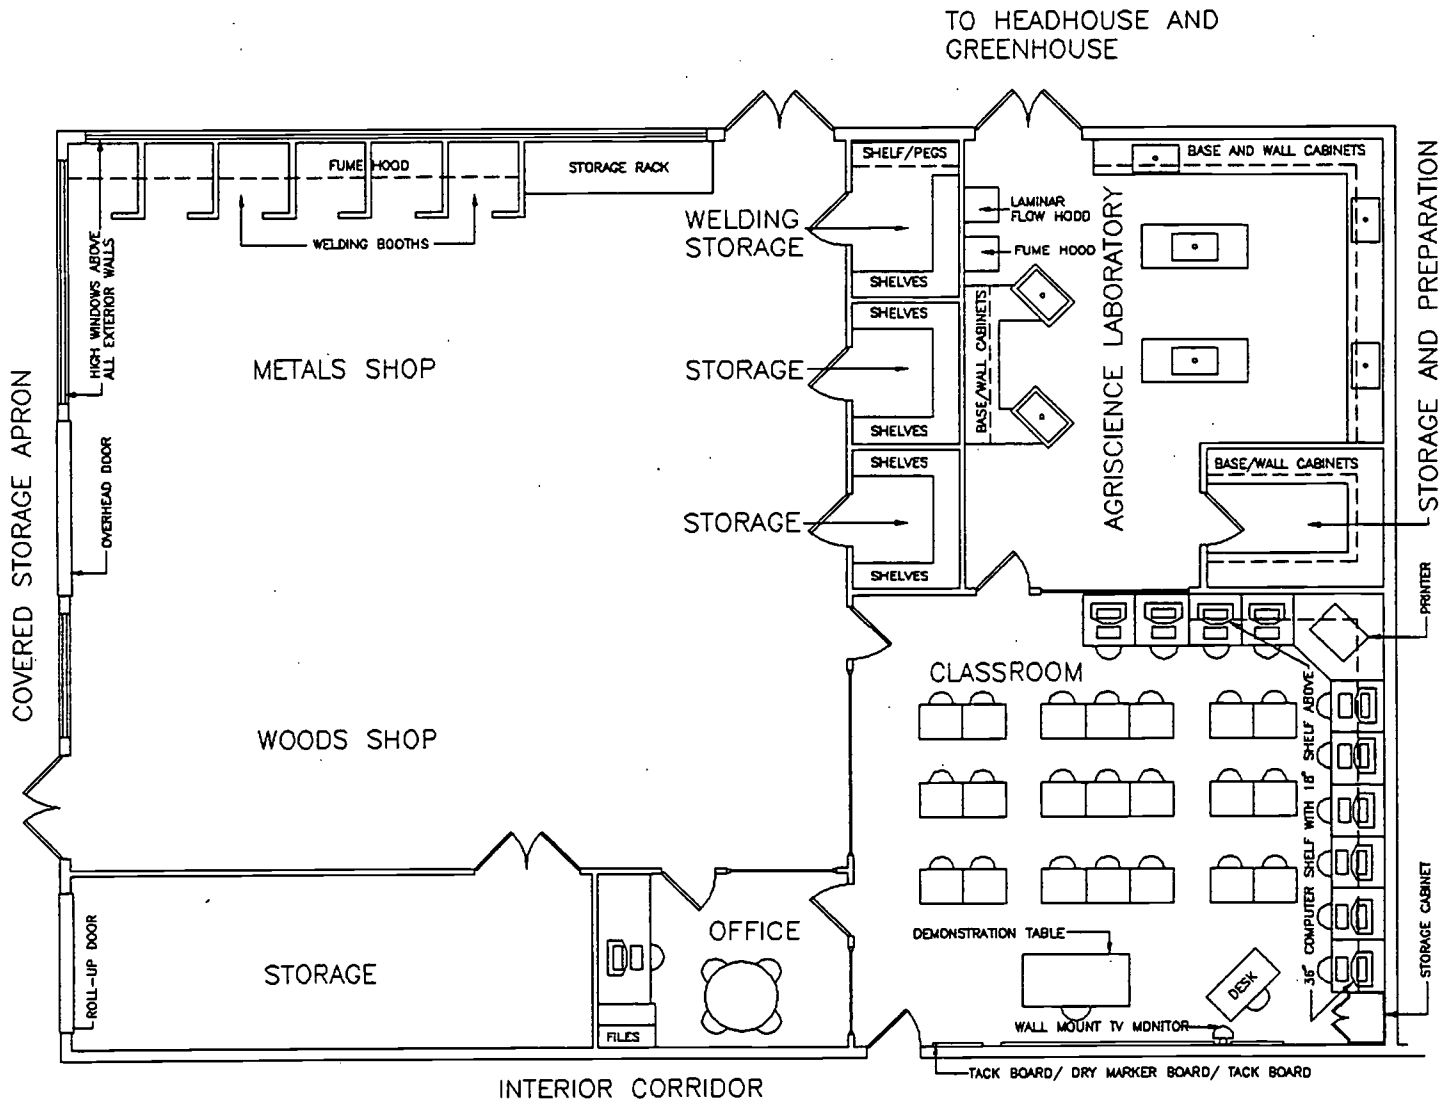 TO HEADHOUSE AND
GREENHOUSE
FUME HOOD
STORAGE RACK
SHELF/PEGS
BASE AND WALL CABINETS
WELDING BOOTHS
WELDING
STORAGE
LAMINAR
FLOW HOOD
FUME HOOD
SHELVES
HIGH WINDOWS ABOVE
ALL EXTERIOR WALLS
METALS SHOP
SHELVES
STORAGE
SHELVES
BASE/WALL CABINETS
AGRISCIENCE LABORATORY
STORAGE AND PREPARATION
COVERED STORAGE APRON
OVERHEAD DOOR
SHELVES
STORAGE
SHELVES
BASE/WALL CABINETS
PRINTER
CLASSROOM
WOODS SHOP
36" COMPUTER SHELF WITH 18" SHELF ABOVE
STORAGE CABINET
ROLL-UP DOOR
STORAGE
OFFICE
FILES
DEMONSTRATION TABLE
DESK
WALL MOUNT TV MONITOR
TACK BOARD/ DRY MARKER BOARD/ TACK BOARD
INTERIOR CORRIDOR